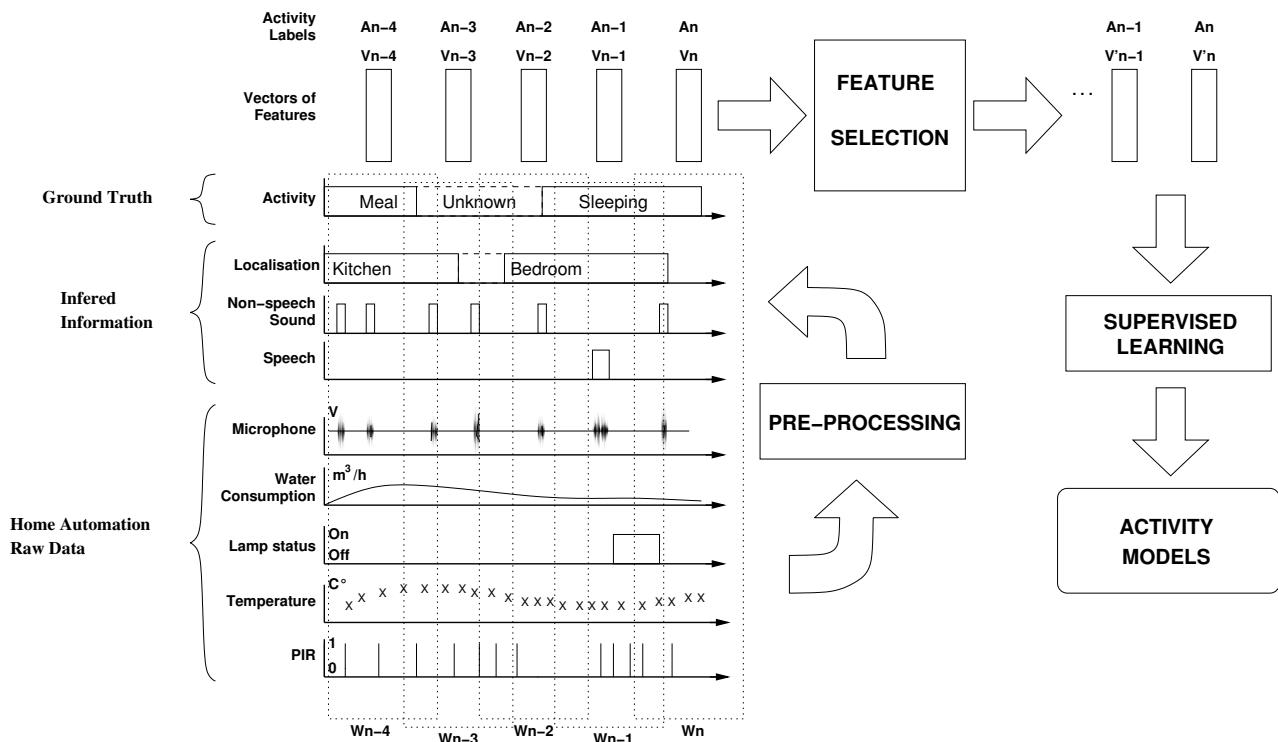 Activity
Labels
An−4 An−3 An−2 An−1 An
Vn−4 Vn−3 Vn−2 Vn−1 Vn
Vectors of
Features
FEATURE
SELECTION
...
An−1 An
V'n−1 V'n
Ground Truth
Activity
Meal Unknown Sleeping
Infered
Information
Localisation
Kitchen Bedroom
Non−speech
Sound
Speech
SUPERVISED
LEARNING
PRE−PROCESSING
Home Automation
Raw Data
Microphone
V
Water
Consumption
m³/h
Lamp status
On
Off
Temperature
C°
x x x x x x x x x x x x x x x x x x x x x x x x
PIR
1
0
ACTIVITY
MODELS
Wn−4 Wn−3 Wn−2 Wn−1 Wn